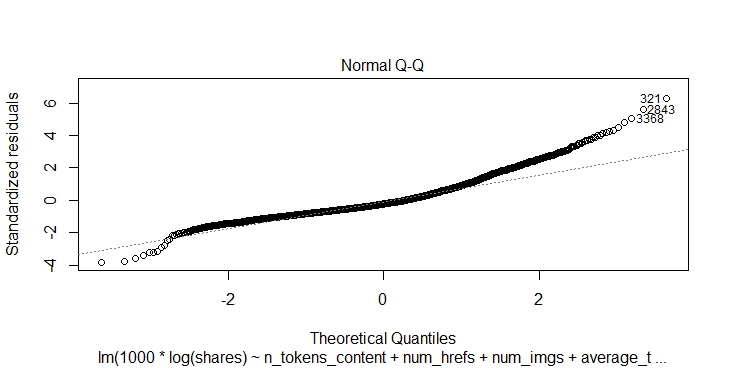 Normal Q-Q
Standardized residuals
6
4
2
0
-2
-4
321
2843
3368
-2 0 2
Theoretical Quantiles
lm(1000 * log(shares) ~ n_tokens_content + num_hrefs + num_imgs + average_t ...